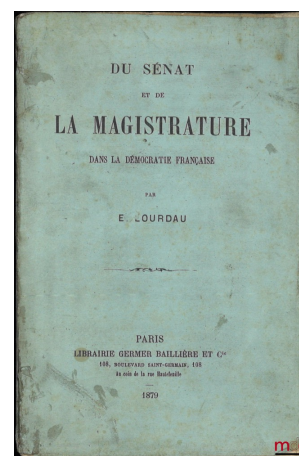 DU SÉNAT
ET DE
LA MAGISTRATURE
DANS LA DÉMOCRATIE FRANÇAISE
PAR
E. LOURDAU
PARIS
LIBRAIRIE GERMER BAILLIÈRE ET Cie
108, BOULEVARD SAINT-GERMAIN, 108
Au coin de la rue Hautefeuille
1879
m